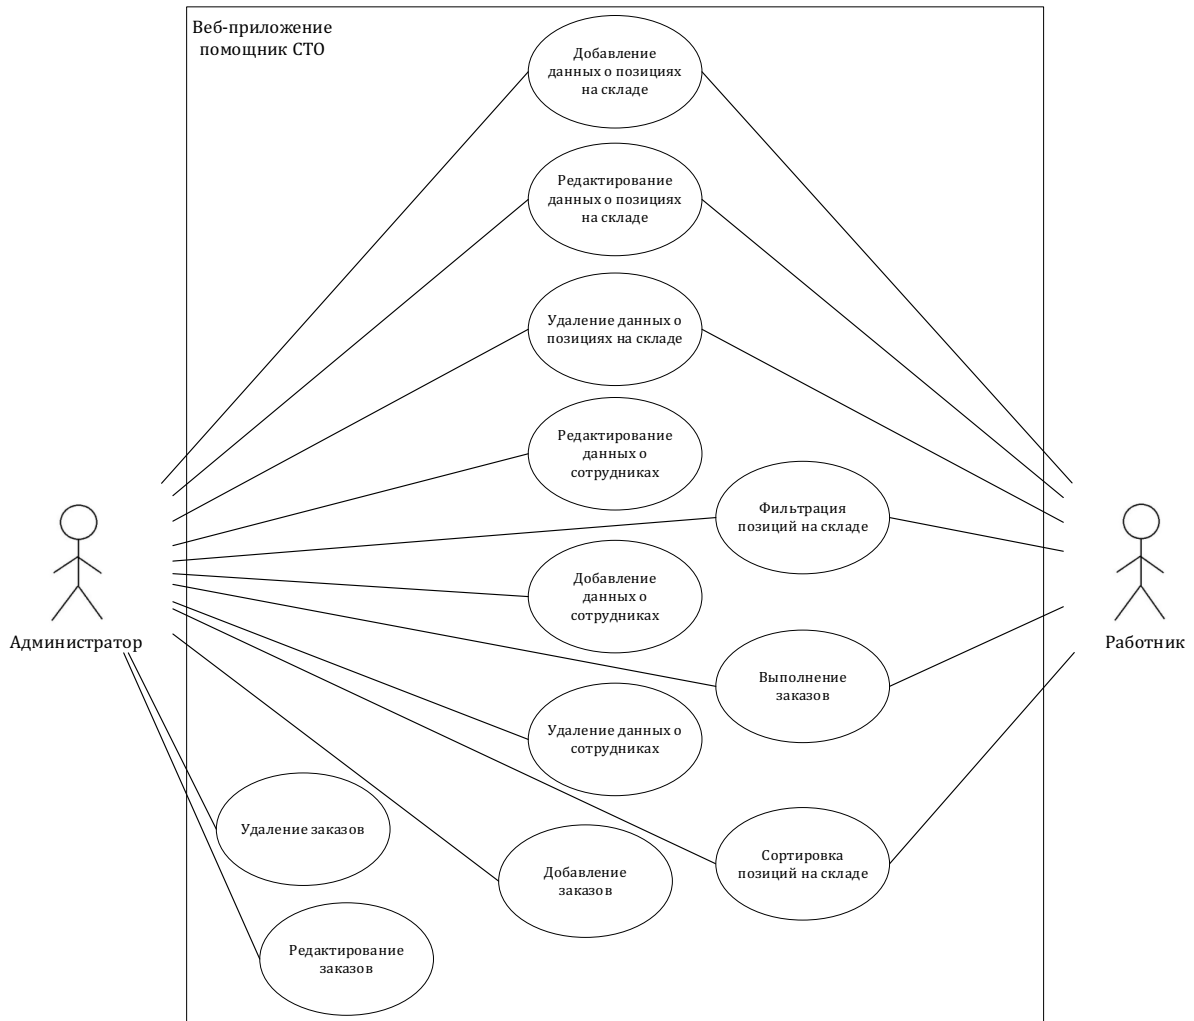 Веб-приложение
помощник СТО
Добавление
данных о позициях
на складе
Редактирование
данных о позициях
на складе
Удаление данных о
позициях на складе
Редактирование
данных о
сотрудниках
Фильтрация
позиций на складе
Добавление
данных о
сотрудниках
Администратор
Работник
Выполнение
заказов
Удаление данных о
сотрудниках
Удаление заказов
Сортировка
позиций на складе
Добавление
заказов
Редактирование
заказов